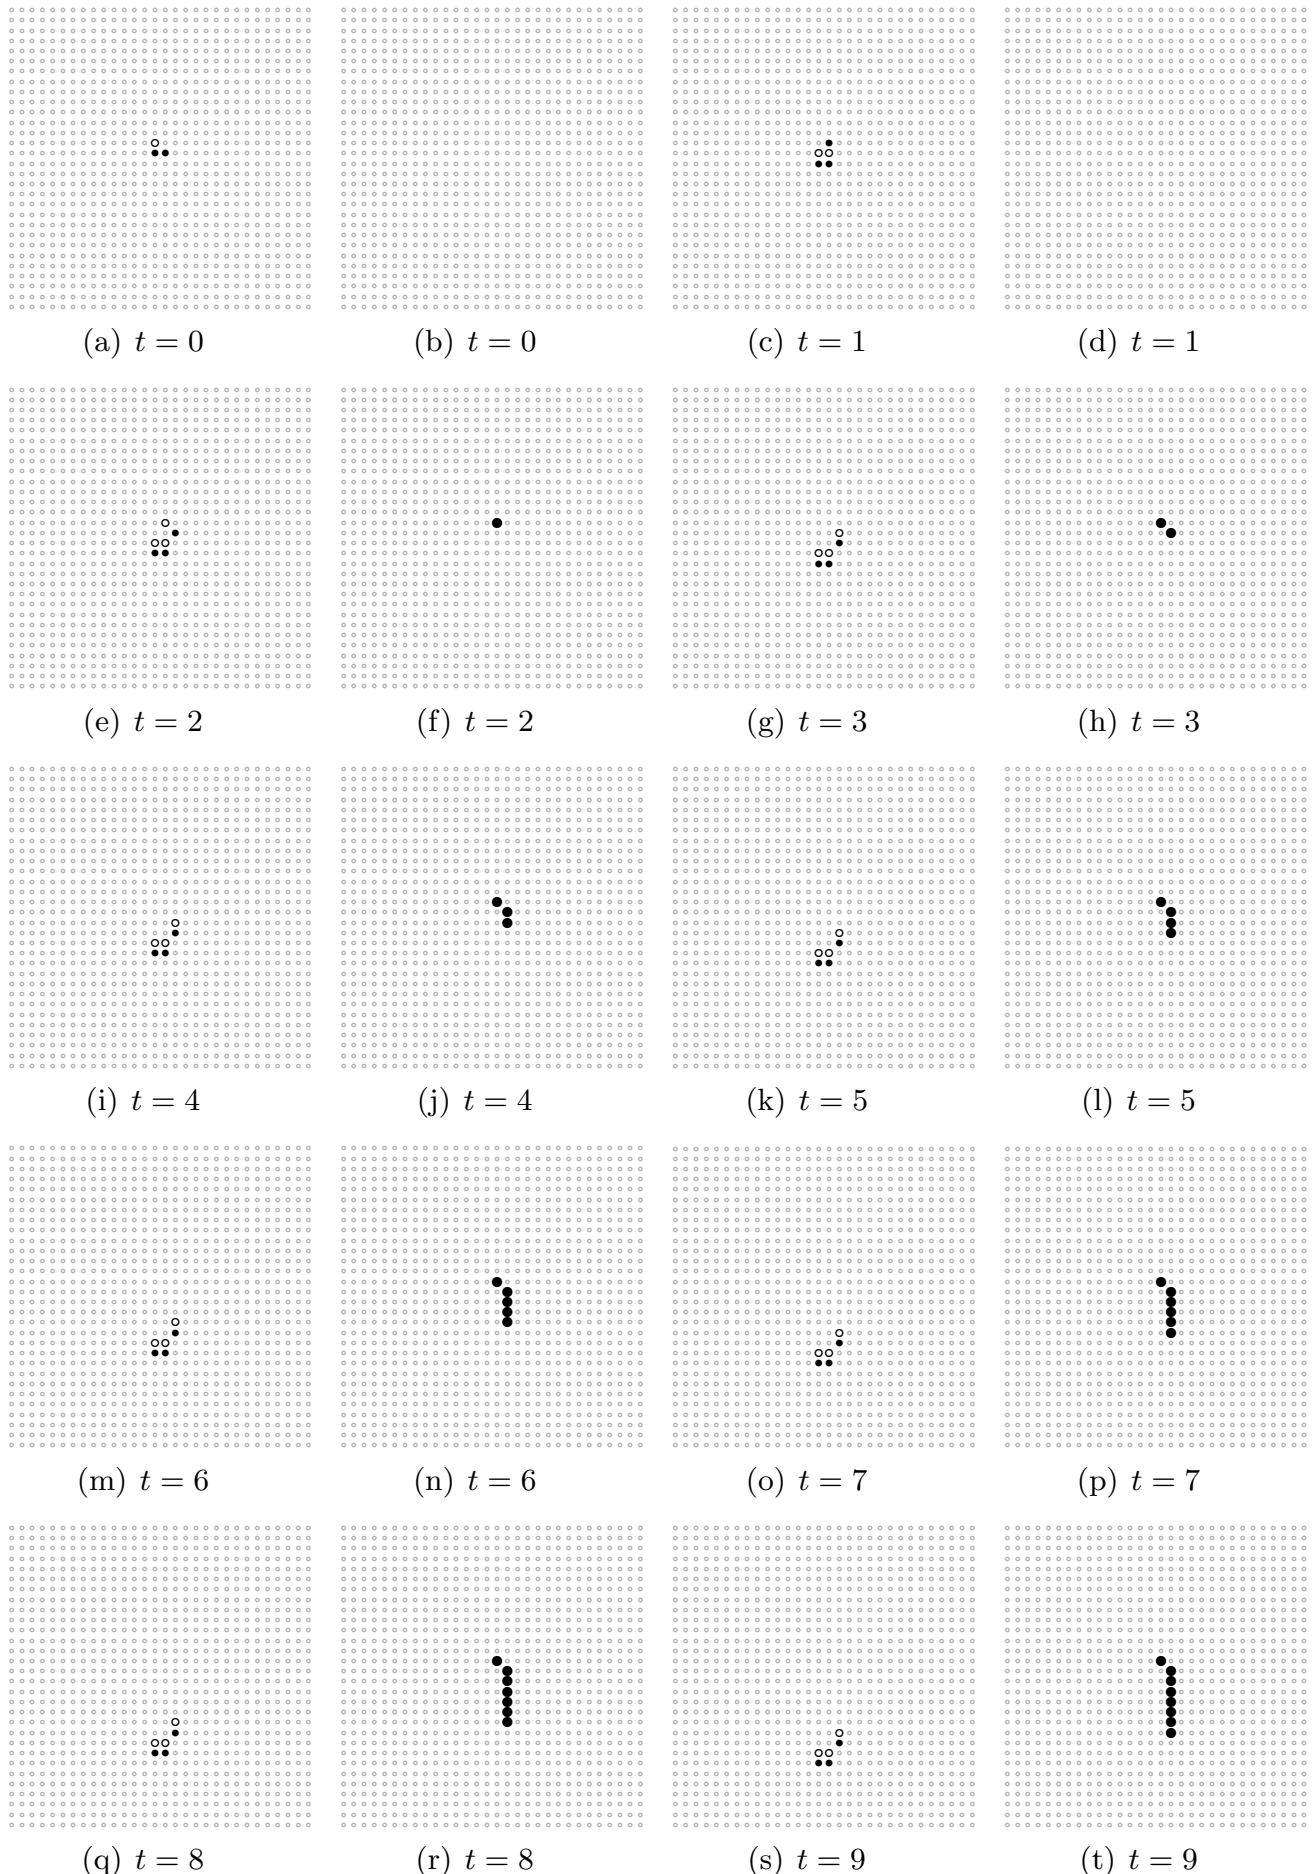 (a) t = 0 (b) t = 0 (c) t = 1 (d) t = 1
(e) t = 2 (f) t = 2 (g) t = 3 (h) t = 3
(i) t = 4 (j) t = 4 (k) t = 5 (l) t = 5
(m) t = 6 (n) t = 6 (o) t = 7 (p) t = 7
(q) t = 8 (r) t = 8 (s) t = 9 (t) t = 9